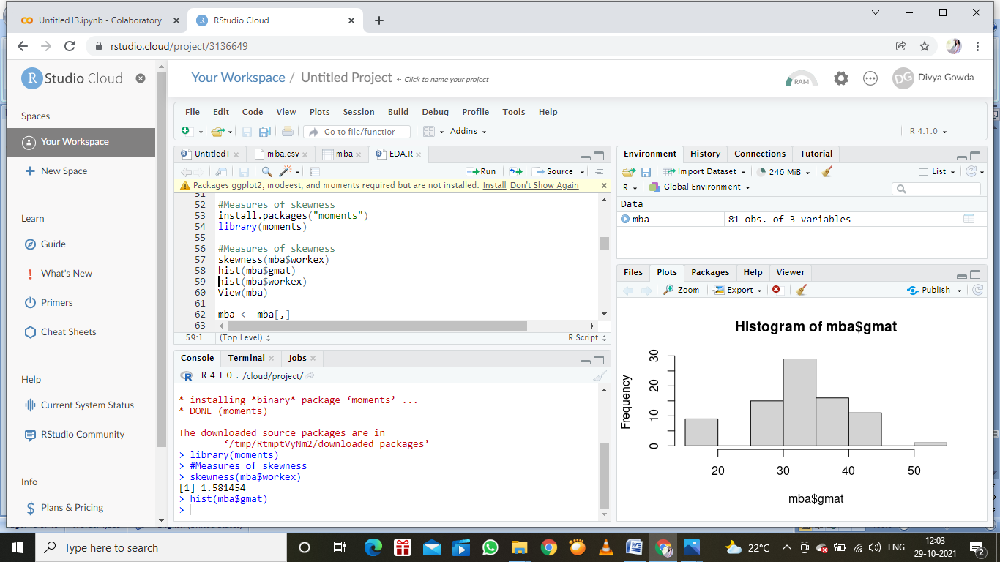 Untitled13.ipynb - Colaboratory
RStudio Cloud
rstudio.cloud/project/3136649
R Studio Cloud
Your Workspace / Untitled Project ← Click to name your project
RAM
DG Divya Gowda
Spaces
Your Workspace
New Space
Learn
Guide
What's New
Primers
Cheat Sheets
Help
Current System Status
RStudio Community
Info
Plans & Pricing
File Edit Code View Plots Session Build Debug Profile Tools Help
Go to file/function Addins R 4.1.0
Untitled1 mba.csv mba EDA.R
Run Source
Packages ggplot2, modeest, and moments required but are not installed. Install Don't Show Again
51
52 #Measures of skewness
53 install.packages("moments")
54 library(moments)
55
56 #Measures of skewness
57 skewness(mba$workex)
58 hist(mba$gmat)
59 hist(mba$workex)
60 View(mba)
61
62 mba <- mba[,]
63
59:1 (Top Level) R Script
Console Terminal Jobs
R 4.1.0 . /cloud/project/
* installing *binary* package ‘moments’ ...
* DONE (moments)
The downloaded source packages are in
‘/tmp/RtmptVyNm2/downloaded_packages’
> library(moments)
> #Measures of skewness
> skewness(mba$workex)
[1] 1.581454
> hist(mba$gmat)
>
Environment History Connections Tutorial
Import Dataset 246 MiB List
R Global Environment
Data
mba 81 obs. of 3 variables
Files Plots Packages Help Viewer
Zoom Export Publish
Histogram of mba$gmat
Frequency
30
20
10
0
20 30 40 50
mba$gmat
Type here to search
22°C ENG 12:03
29-10-2021
2